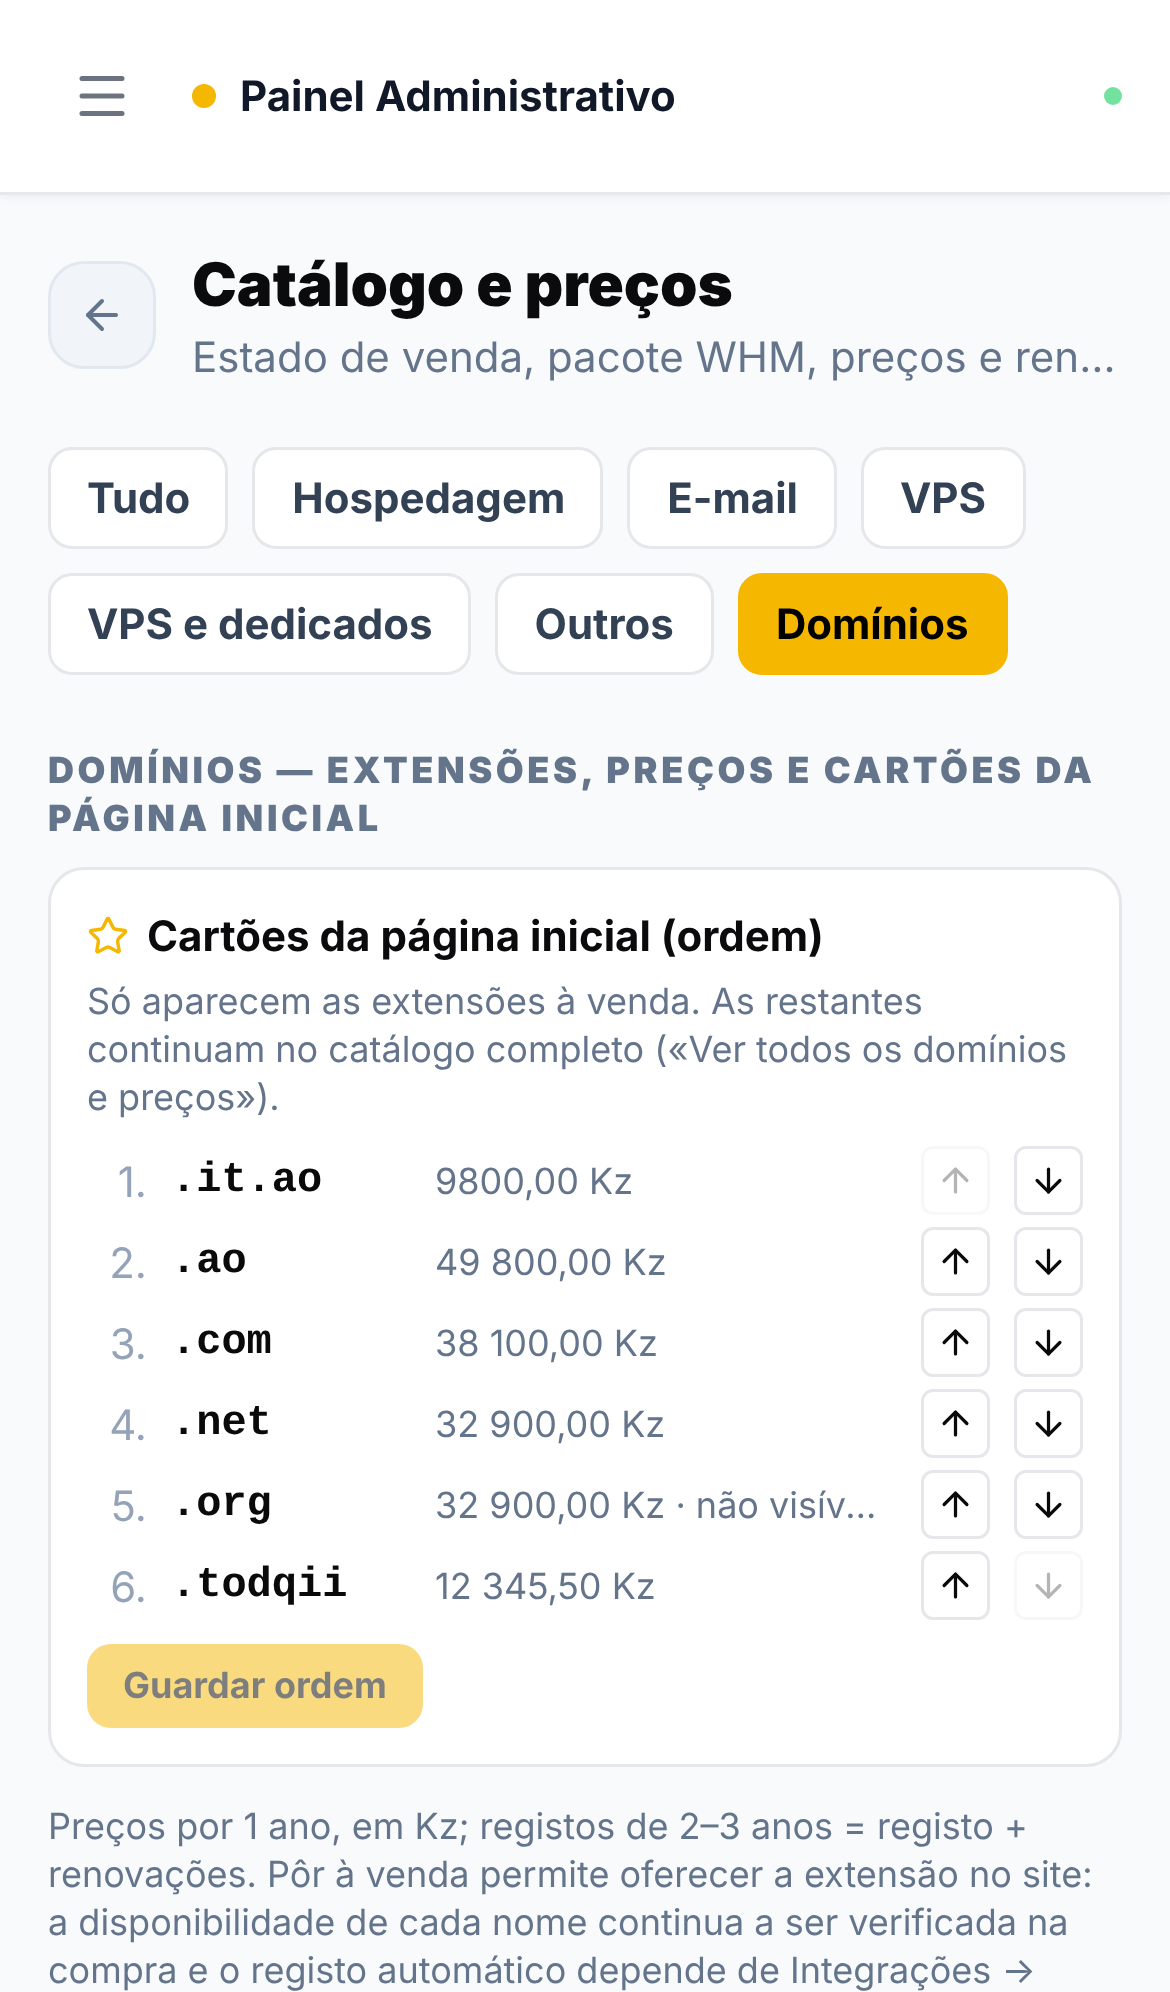 Painel Administrativo
Catálogo e preços
Estado de venda, pacote WHM, preços e ren...
Tudo
Hospedagem
E-mail
VPS
VPS e dedicados
Outros
Domínios
DOMÍNIOS — EXTENSÕES, PREÇOS E CARTÕES DA
PÁGINA INICIAL
Cartões da página inicial (ordem)
Só aparecem as extensões à venda. As restantes
continuam no catálogo completo («Ver todos os domínios
e preços»).
1. .it.ao 9800,00 Kz ↑ ↓
2. .ao 49 800,00 Kz ↑ ↓
3. .com 38 100,00 Kz ↑ ↓
4. .net 32 900,00 Kz ↑ ↓
5. .org 32 900,00 Kz · não visív... ↑ ↓
6. .todqii 12 345,50 Kz ↑ ↓
Guardar ordem
Preços por 1 ano, em Kz; registos de 2–3 anos = registo +
renovações. Pôr à venda permite oferecer a extensão no site:
a disponibilidade de cada nome continua a ser verificada na
compra e o registo automático depende de Integrações →